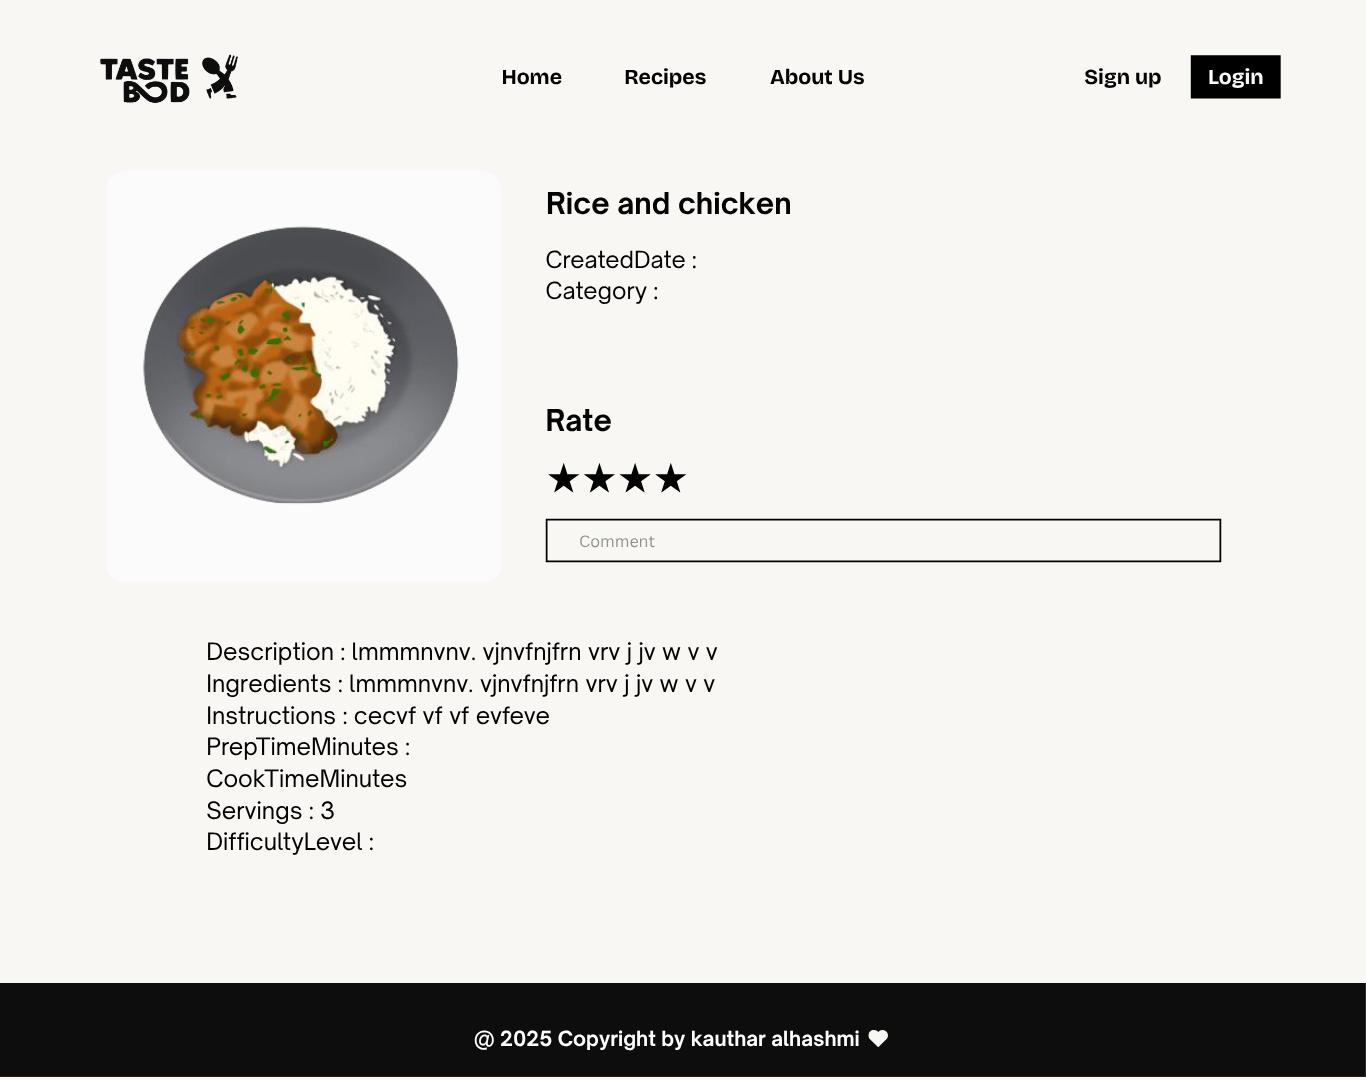 TASTE
BOD
Home Recipes About Us Sign up Login
Rice and chicken
CreatedDate :
Category :
Rate
★★★★
Comment
Description : lmmmnvnv. vjnvfnjfrn vrv j jv w v v
Ingredients : lmmmnvnv. vjnvfnjfrn vrv j jv w v v
Instructions : cecvf vf vf evfeve
PrepTimeMinutes :
CookTimeMinutes
Servings : 3
DifficultyLevel :
@ 2025 Copyright by kauthar alhashmi ♥